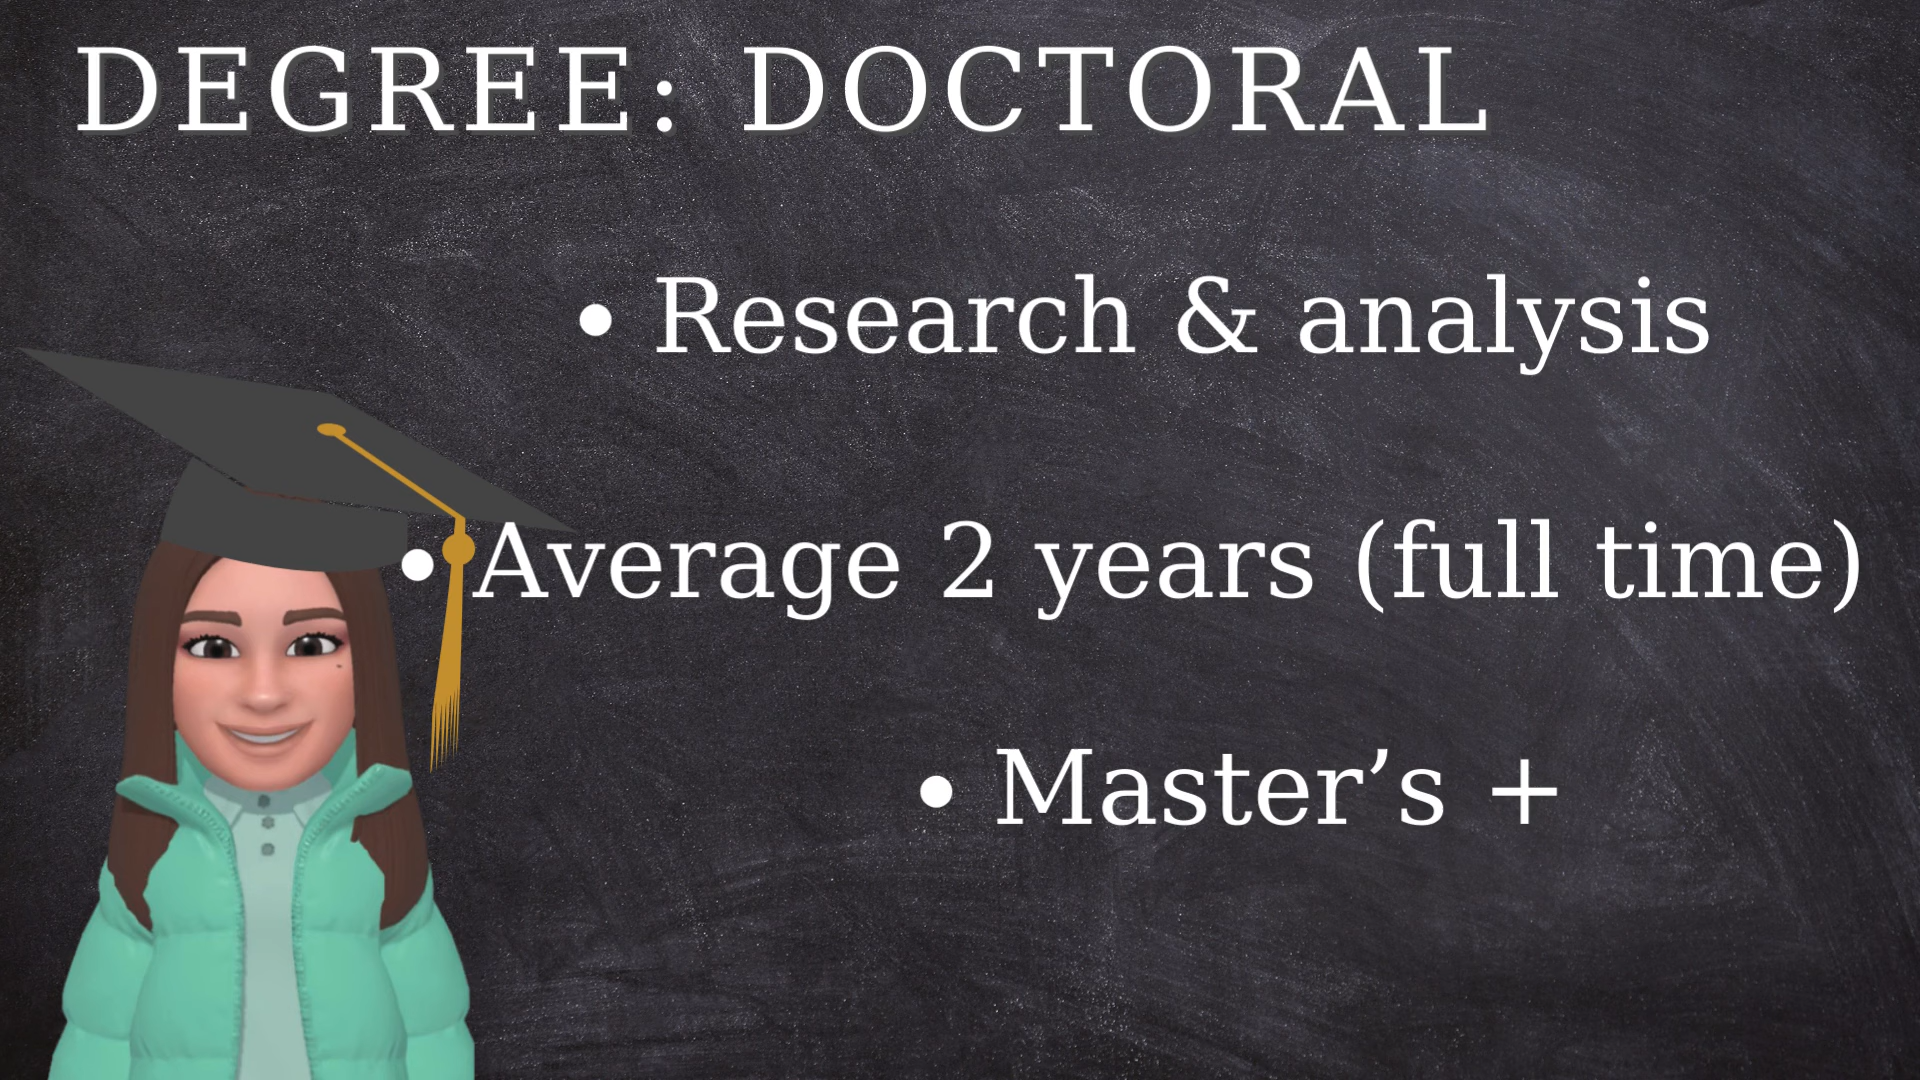 DEGREE: DOCTORAL
• Research & analysis
• Average 2 years (full time)
• Master’s +